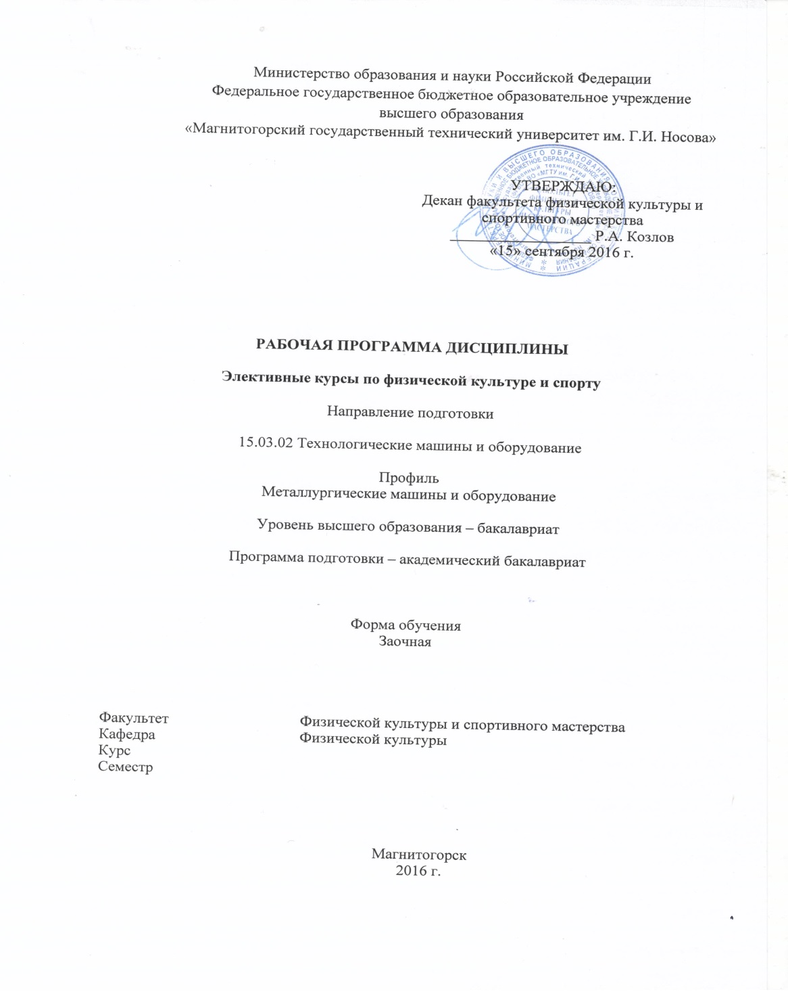 Министерство образования и науки Российской Федерации
Федеральное государственное бюджетное образовательное учреждение
высшего образования
«Магнитогорский государственный технический университет им. Г.И. Носова»
УТВЕРЖДАЮ:
Декан факультета физической культуры и
спортивного мастерства
___________________ Р.А. Козлов
«15» сентября 2016 г.
РАБОЧАЯ ПРОГРАММА ДИСЦИПЛИНЫ
Элективные курсы по физической культуре и спорту
Направление подготовки
15.03.02 Технологические машины и оборудование
Профиль
Металлургические машины и оборудование
Уровень высшего образования – бакалавриат
Программа подготовки – академический бакалавриат
Форма обучения
Заочная
Факультет Физической культуры и спортивного мастерства
Кафедра Физической культуры
Курс
Семестр
Магнитогорск
2016 г.